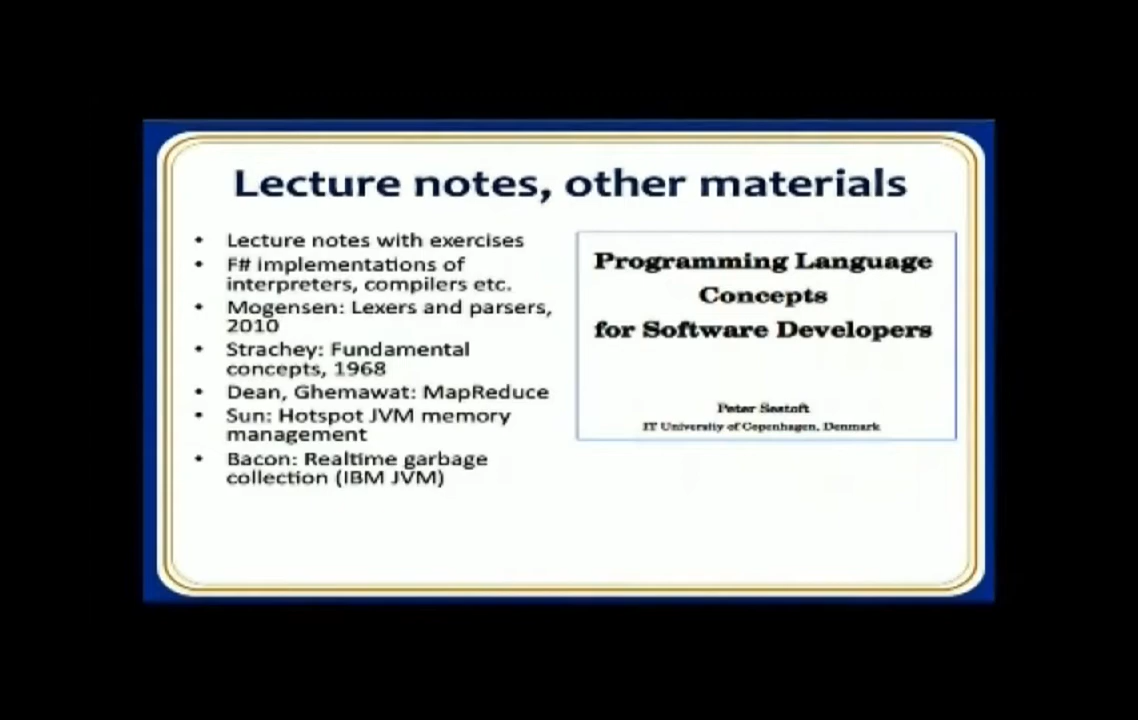 Lecture notes, other materials
• Lecture notes with exercises
• F# implementations of
interpreters, compilers etc.
• Mogensen: Lexers and parsers,
2010
• Strachey: Fundamental
concepts, 1968
• Dean, Ghemawat: MapReduce
• Sun: Hotspot JVM memory
management
• Bacon: Realtime garbage
collection (IBM JVM)
Programming Language
Concepts
for Software Developers
Peter Sestoft
IT University of Copenhagen, Denmark